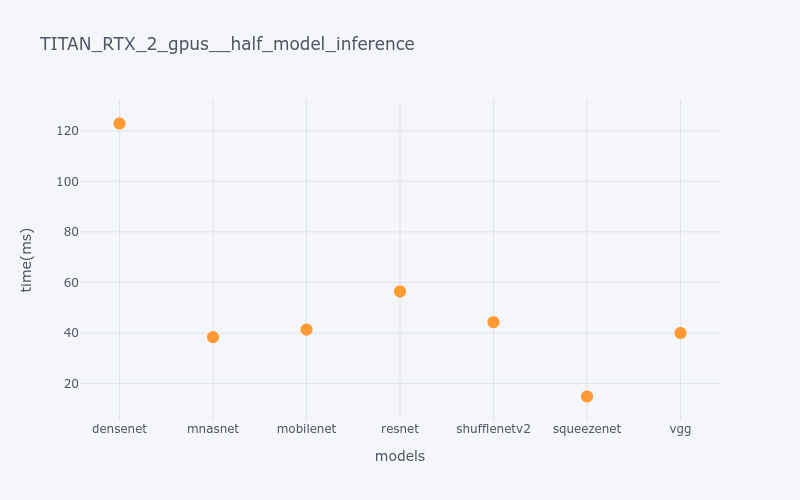 TITAN_RTX_2_gpus__half_model_inference
120
100
80
60
40
20
time(ms)
densenet
mnasnet
mobilenet
resnet
shufflenetv2
squeezenet
vgg
models